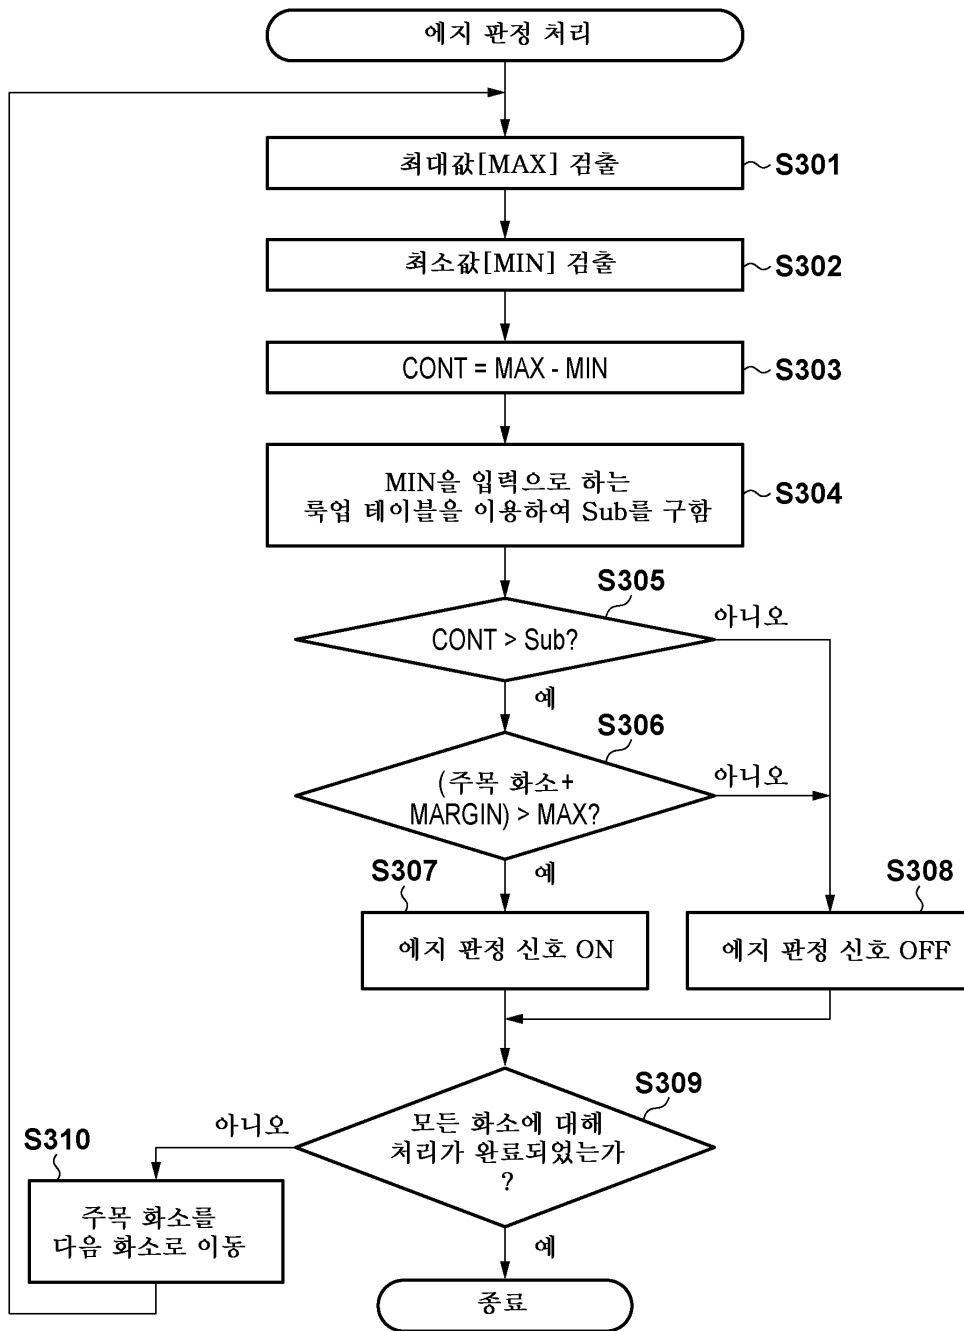 에지 판정 처리
최대값[MAX] 검출
S301
최소값[MIN] 검출
S302
CONT = MAX - MIN
S303
MIN을 입력으로 하는
룩업 테이블을 이용하여 Sub를 구함
S304
S305
CONT > Sub?
아니오
예
S306
(주목 화소+
MARGIN) > MAX?
아니오
예
S307
에지 판정 신호 ON
S308
에지 판정 신호 OFF
S309
모든 화소에 대해
처리가 완료되었는가
?
아니오
S310
주목 화소를
다음 화소로 이동
예
종료